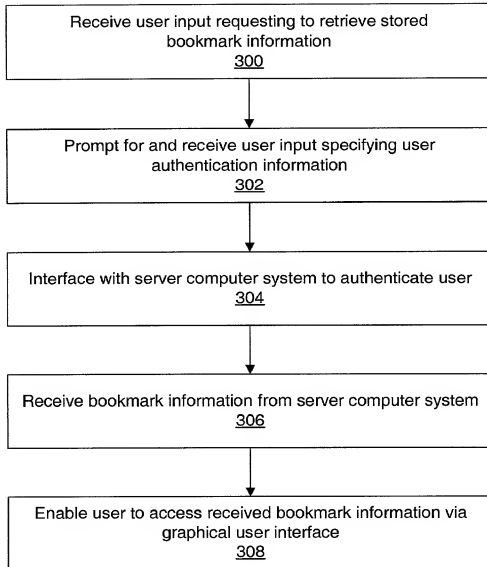 Receive user input requesting to retrieve stored
bookmark information
300
Prompt for and receive user input specifying user
authentication information
302
Interface with server computer system to authenticate user
304
Receive bookmark information from server computer system
306
Enable user to access received bookmark information via
graphical user interface
308